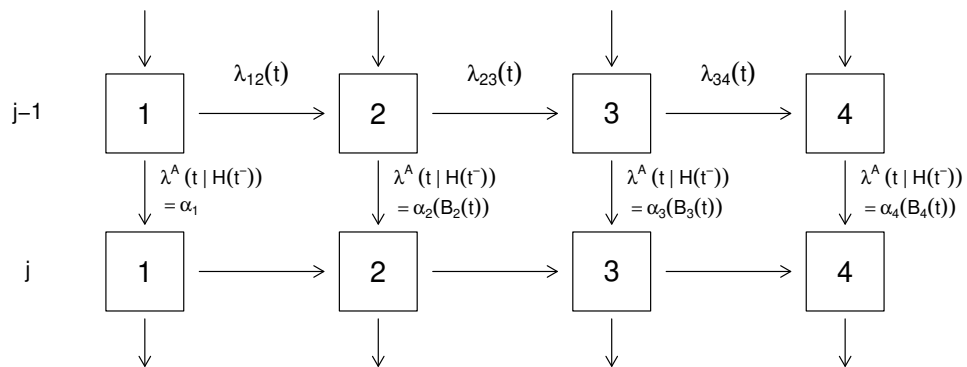 λ₁₂(t) λ₂₃(t) λ₃₄(t)
j−1 1 2 3 4
λᴬ (t | H(t⁻)) λᴬ (t | H(t⁻)) λᴬ (t | H(t⁻)) λᴬ (t | H(t⁻))
= α₁ = α₂(B₂(t)) = α₃(B₃(t)) = α₄(B₄(t))
j 1 2 3 4